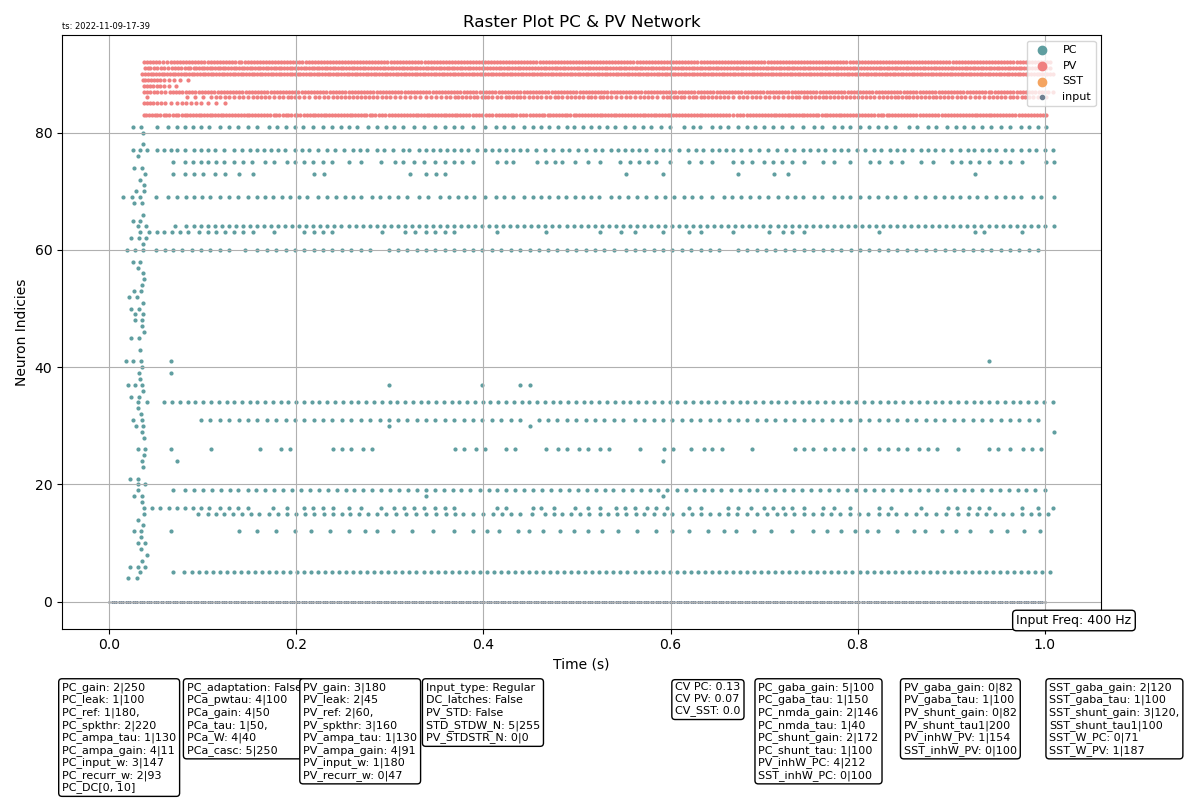 ts: 2022-11-09-17-39
Raster Plot PC & PV Network
PC
PV
SST
input
Neuron Indicies
80
60
40
20
0
0.0 0.2 0.4 0.6 0.8 1.0
Time (s)
Input Freq: 400 Hz
PC_gain: 2|250
PC_leak: 1|100
PC_ref: 1|180,
PC_spkthr: 2|220
PC_ampa_tau: 1|130
PC_ampa_gain: 4|11
PC_input_w: 3|147
PC_recurr_w: 2|93
PC_DC[0, 10]
PC_adaptation: False
PCa_pwtau: 4|100
PCa_gain: 4|50
PCa_tau: 1|50,
PCa_W: 4|40
PCa_casc: 5|250
PV_gain: 3|180
PV_leak: 2|45
PV_ref: 2|60,
PV_spkthr: 3|160
PV_ampa_tau: 1|130
PV_ampa_gain: 4|91
PV_input_w: 1|180
PV_recurr_w: 0|47
Input_type: Regular
DC_latches: False
PV_STD: False
STD_STDW_N: 5|255
PV_STDSTR_N: 0|0
CV PC: 0.13
CV PV: 0.07
CV_SST: 0.0
PC_gaba_gain: 5|100
PC_gaba_tau: 1|150
PC_nmda_gain: 2|146
PC_nmda_tau: 1|40
PC_shunt_gain: 2|172
PC_shunt_tau: 1|100
PV_inhW_PC: 4|212
SST_inhW_PC: 0|100
PV_gaba_gain: 0|82
PV_gaba_tau: 1|100
PV_shunt_gain: 0|82
PV_shunt_tau1|200
PV_inhW_PV: 1|154
SST_inhW_PV: 0|100
SST_gaba_gain: 2|120
SST_gaba_tau: 1|100
SST_shunt_gain: 3|120,
SST_shunt_tau1|100
SST_W_PC: 0|71
SST_W_PV: 1|187